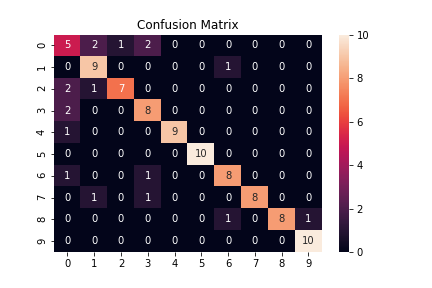 Confusion Matrix
0 5 2 1 2 0 0 0 0 0 0
1 0 9 0 0 0 0 1 0 0 0
2 2 1 7 0 0 0 0 0 0 0
3 2 0 0 8 0 0 0 0 0 0
4 1 0 0 0 9 0 0 0 0 0
5 0 0 0 0 0 10 0 0 0 0
6 1 0 0 1 0 0 8 0 0 0
7 0 1 0 1 0 0 0 8 0 0
8 0 0 0 0 0 0 1 0 8 1
9 0 0 0 0 0 0 0 0 0 10
0 1 2 3 4 5 6 7 8 9
10
8
6
4
2
0